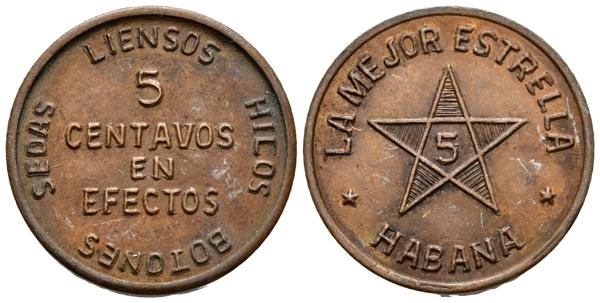 LIENSOS
HILOS
BOTONES
SEDAS
5
CENTAVOS
EN
EFECTOS
LA MEJOR ESTRELLA
5
HABANA